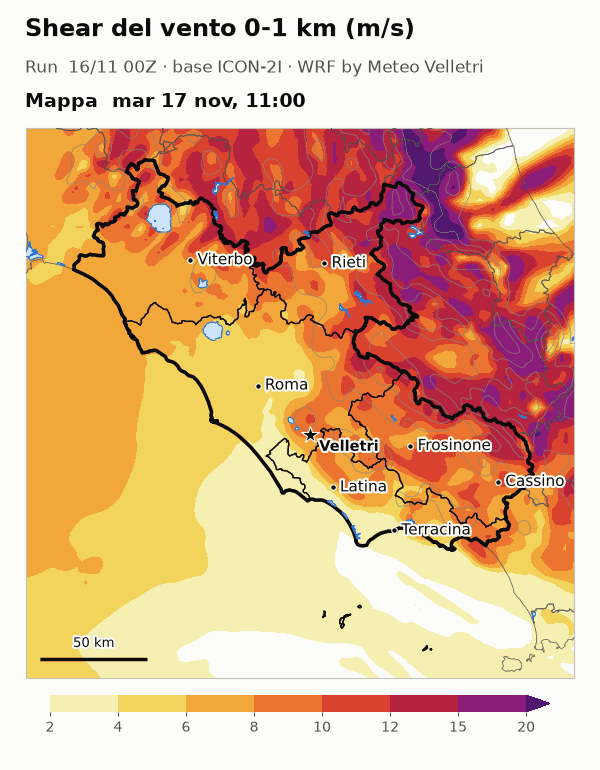 Shear del vento 0-1 km (m/s)
Run  16/11 00Z · base ICON-2I · WRF by Meteo Velletri
Mappa  mar 17 nov, 11:00
Viterbo
Rieti
Roma
Velletri
Frosinone
Latina
Cassino
Terracina
50 km
2 4 6 8 10 12 15 20